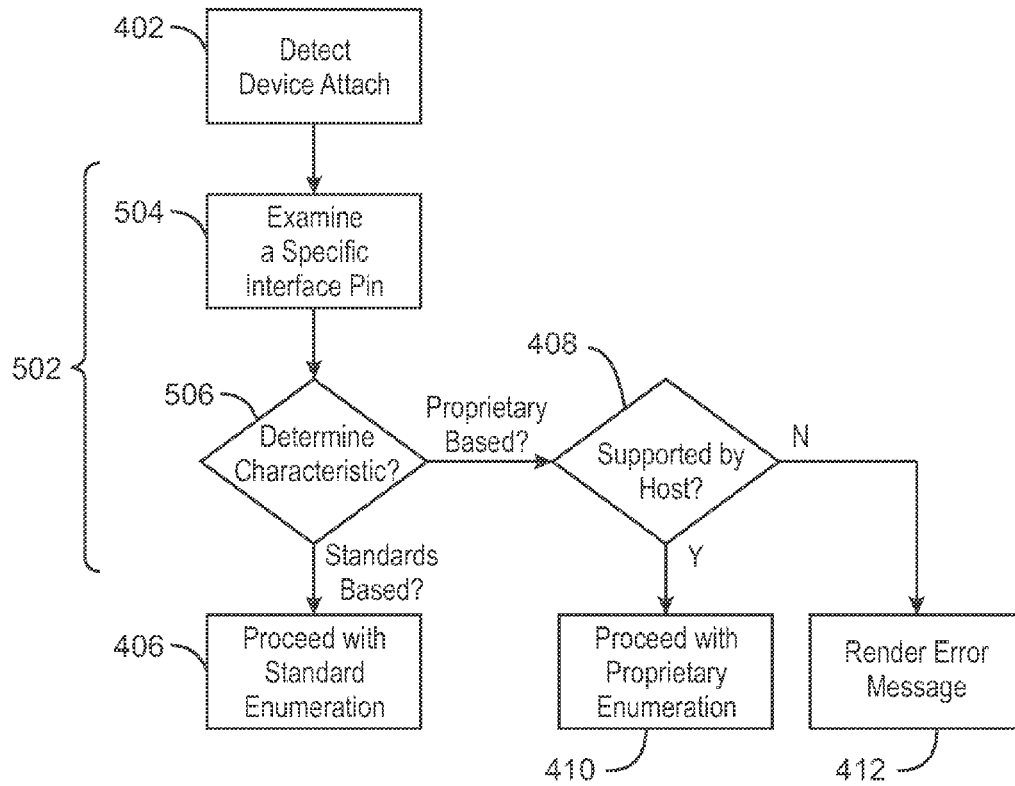 402
Detect
Device Attach
504
Examine
a Specific
Interface Pin
502
506
Determine
Characteristic?
Proprietary
Based?
408
Supported by
Host?
N
Y
Standards
Based?
406
Proceed with
Standard
Enumeration
Proceed with
Proprietary
Enumeration
410
Render Error
Message
412